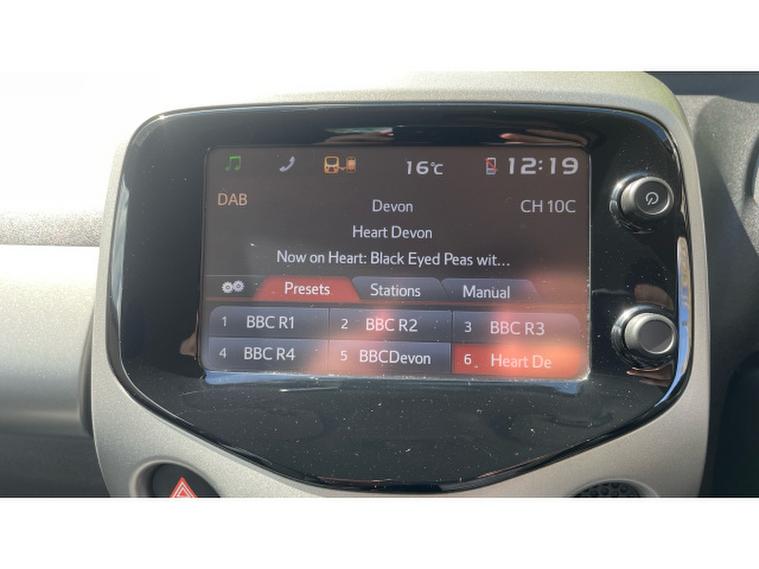 16°C 12:19
DAB Devon CH 10C
Heart Devon
Now on Heart: Black Eyed Peas wit...
Presets Stations Manual
1 BBC R1 2 BBC R2 3 BBC R3
4 BBC R4 5 BBCDevon 6 Heart De